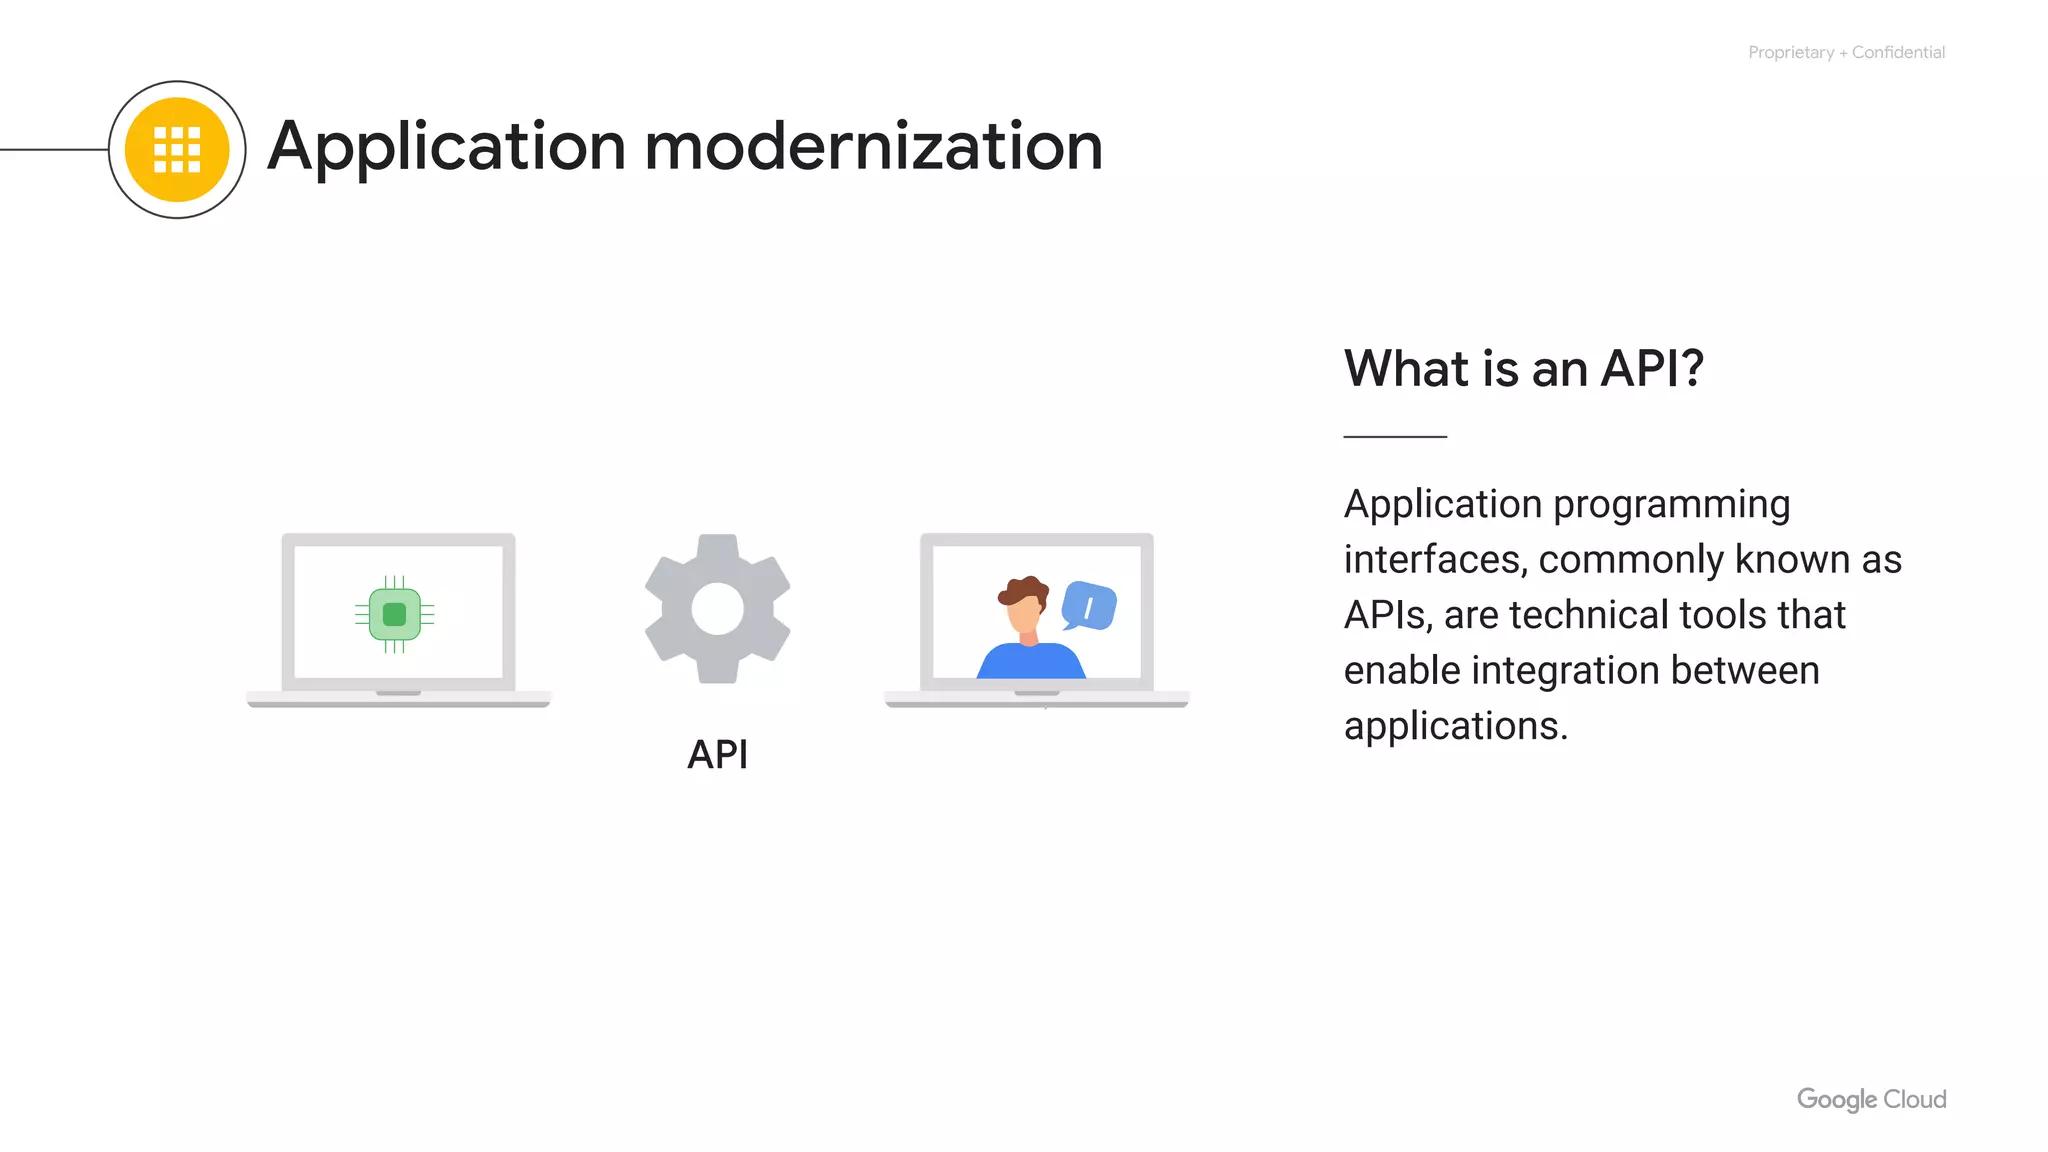 Proprietary + Confidential
Application modernization
What is an API?
Application programming
interfaces, commonly known as
APIs, are technical tools that
enable integration between
applications.
API
Google Cloud